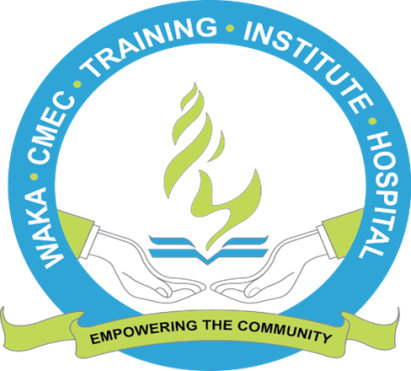 WAKA • CMEC • TRAINING • INSTITUTE • HOSPITAL
EMPOWERING THE COMMUNITY